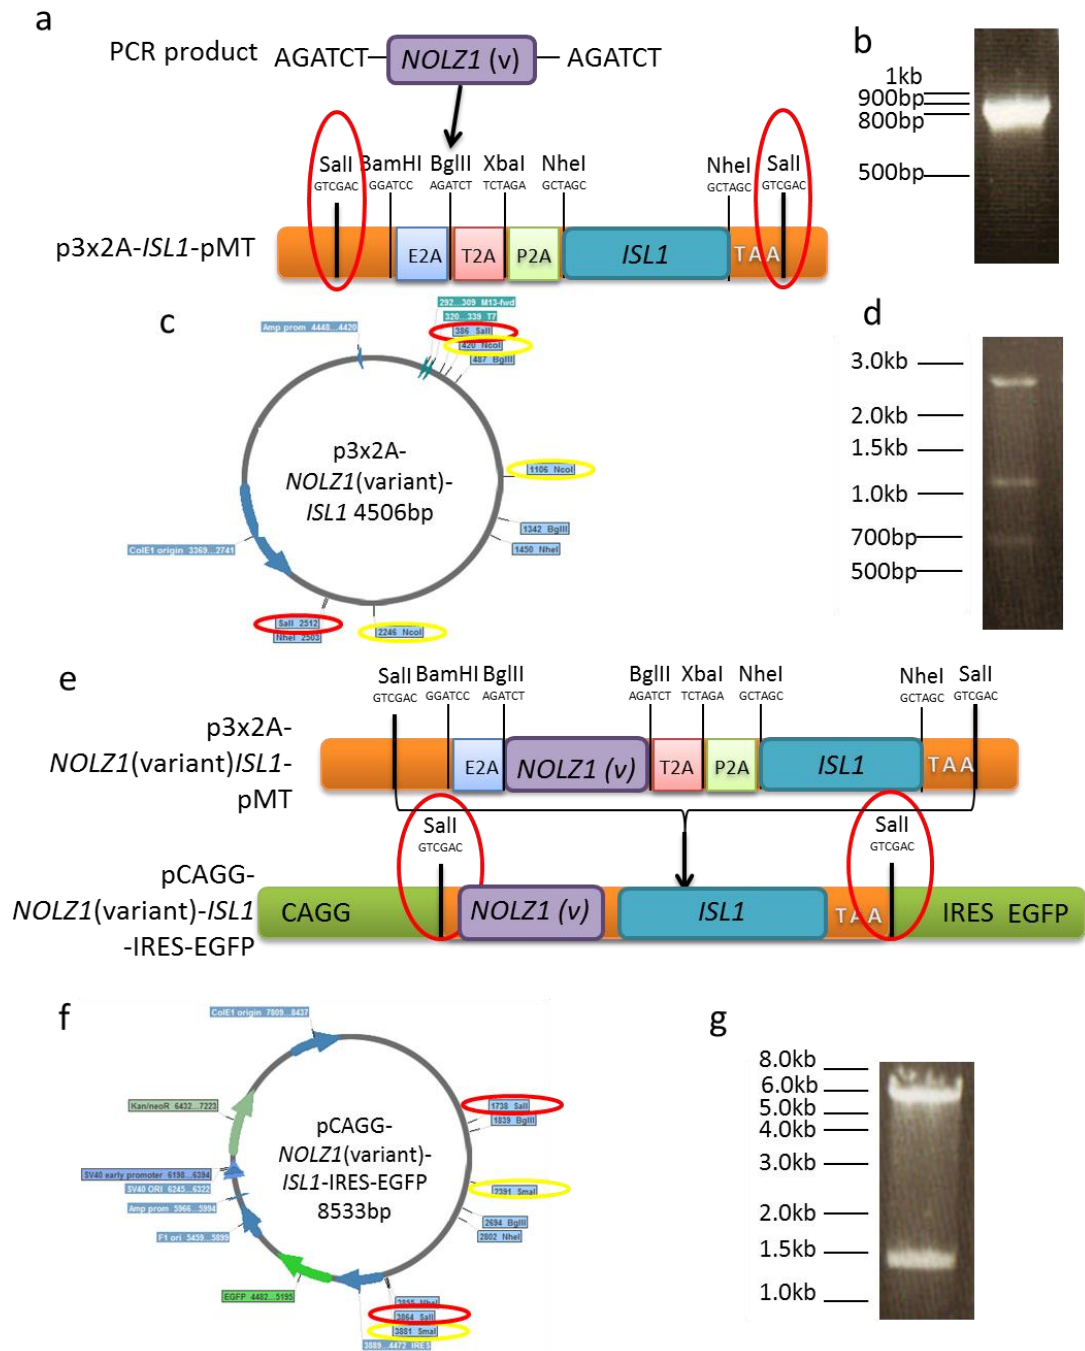 a
PCR product AGATCT NOLZ1 (v) AGATCT
SalI BamHI BglII XbaI NheI NheI SalI
GTCGAC GGATCC AGATCT TCTAGA GCTAGC GCTAGC GTCGAC
p3x2A-ISL1-pMT E2A T2A P2A ISL1 TAA
b
1kb
900bp
800bp
500bp
c
292...309 M13-fwd
320...339 T7
386 SalI
420 NcoI
487 BglII
Amp prom 4448...4420
p3x2A-
NOLZ1(variant)-
ISL1 4506bp
1106 NcoI
1342 BglII
1450 NheI
ColE1 origin 3369...2741
SalI 2512
NheI 2503
2246 NcoI
d
3.0kb
2.0kb
1.5kb
1.0kb
700bp
500bp
e
SalI BamHI BglII BglII XbaI NheI NheI SalI
GTCGAC GGATCC AGATCT AGATCT TCTAGA GCTAGC GCTAGC GTCGAC
p3x2A-
NOLZ1(variant)ISL1-
pMT
E2A NOLZ1 (v) T2A P2A ISL1 TAA
SalI SalI
GTCGAC GTCGAC
pCAGG-
NOLZ1(variant)-ISL1
-IRES-EGFP
CAGG NOLZ1 (v) ISL1 TAA IRES EGFP
f
ColE1 origin 7809...8437
1738 SalI
1839 BglII
Kan/neoR 6432...7223
pCAGG-
NOLZ1(variant)-
ISL1-IRES-EGFP
8533bp
2391 SmaI
SV40 early promoter 6198...6394
SV40 ORI 6245...6322
Amp prom 5966...5994
F1 ori 5459...5899
2694 BglII
2802 NheI
EGFP 4482...5195
3855 NheI
3864 SalI
3881 SmaI
3889...4472 IRES
g
8.0kb
6.0kb
5.0kb
4.0kb
3.0kb
2.0kb
1.5kb
1.0kb